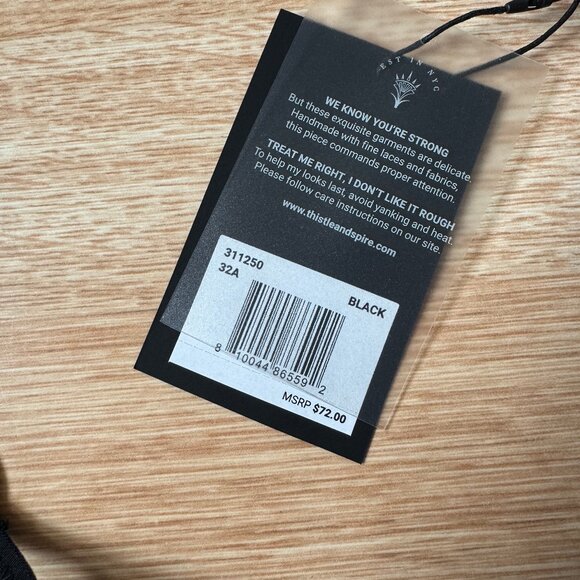 EST IN NYC
WE KNOW YOU'RE STRONG
But these exquisite garments are delicate.
Handmade with fine laces and fabrics,
this piece commands proper attention.
TREAT ME RIGHT, I DON'T LIKE IT ROUGH
To help my looks last, avoid yanking and heat.
Please follow care instructions on our site.
www.thistleandspire.com
311250
32A
BLACK
8 10044 86559 2
MSRP $72.00